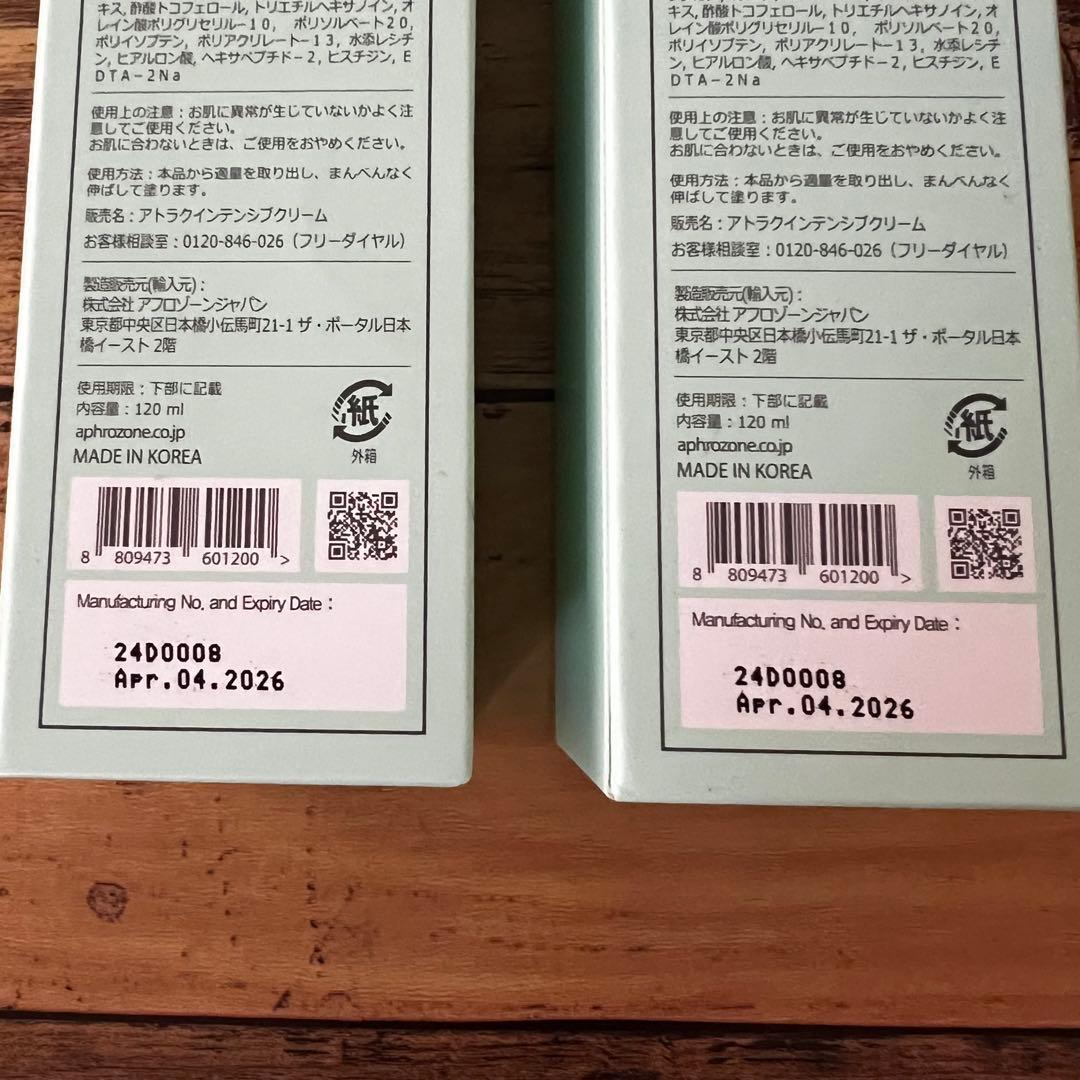 キス, 酢酸トコフェロール, トリエチルヘキサノイン, オ
レイン酸ポリグリセリル－１０,　ポリソルベート２０,
ポリイソブテン, ポリアクリレート－１３, 水添レシチ
ン, ヒアルロン酸, ヘキサペプチド－２, ヒスチジン, Ｅ
ＤＴＡ－２Ｎａ
使用上の注意：お肌に異常が生じていないかよく注
意してご使用ください。
お肌に合わないときは、ご使用をおやめください。
使用方法：本品から適量を取り出し、まんべんなく
伸ばして塗ります。
販売名：アトラクインテンシブクリーム
お客様相談室：0120-846-026（フリーダイヤル）
製造販売元(輸入元)：
株式会社 アフロゾーンジャパン
東京都中央区日本橋小伝馬町21-1 ザ・ポータル日本
橋イースト 2階
使用期限：下部に記載
内容量：120 ml
aphrozone.co.jp
MADE IN KOREA
紙
外箱
8 809473 601200 >
Manufacturing No. and Expiry Date：
24D0008
Apr.04.2026
キス, 酢酸トコフェロール, トリエチルヘキサノイン, オ
レイン酸ポリグリセリル－１０,　ポリソルベート２０,
ポリイソブテン, ポリアクリレート－１３, 水添レシチ
ン, ヒアルロン酸, ヘキサペプチド－２, ヒスチジン, Ｅ
ＤＴＡ－２Ｎａ
使用上の注意：お肌に異常が生じていないかよく注
意してご使用ください。
お肌に合わないときは、ご使用をおやめください。
使用方法：本品から適量を取り出し、まんべんなく
伸ばして塗ります。
販売名：アトラクインテンシブクリーム
お客様相談室：0120-846-026（フリーダイヤル）
製造販売元(輸入元)：
株式会社 アフロゾーンジャパン
東京都中央区日本橋小伝馬町21-1 ザ・ポータル日本
橋イースト 2階
使用期限：下部に記載
内容量：120 ml
aphrozone.co.jp
MADE IN KOREA
紙
外箱
8 809473 601200 >
Manufacturing No. and Expiry Date：
24D0008
Apr.04.2026